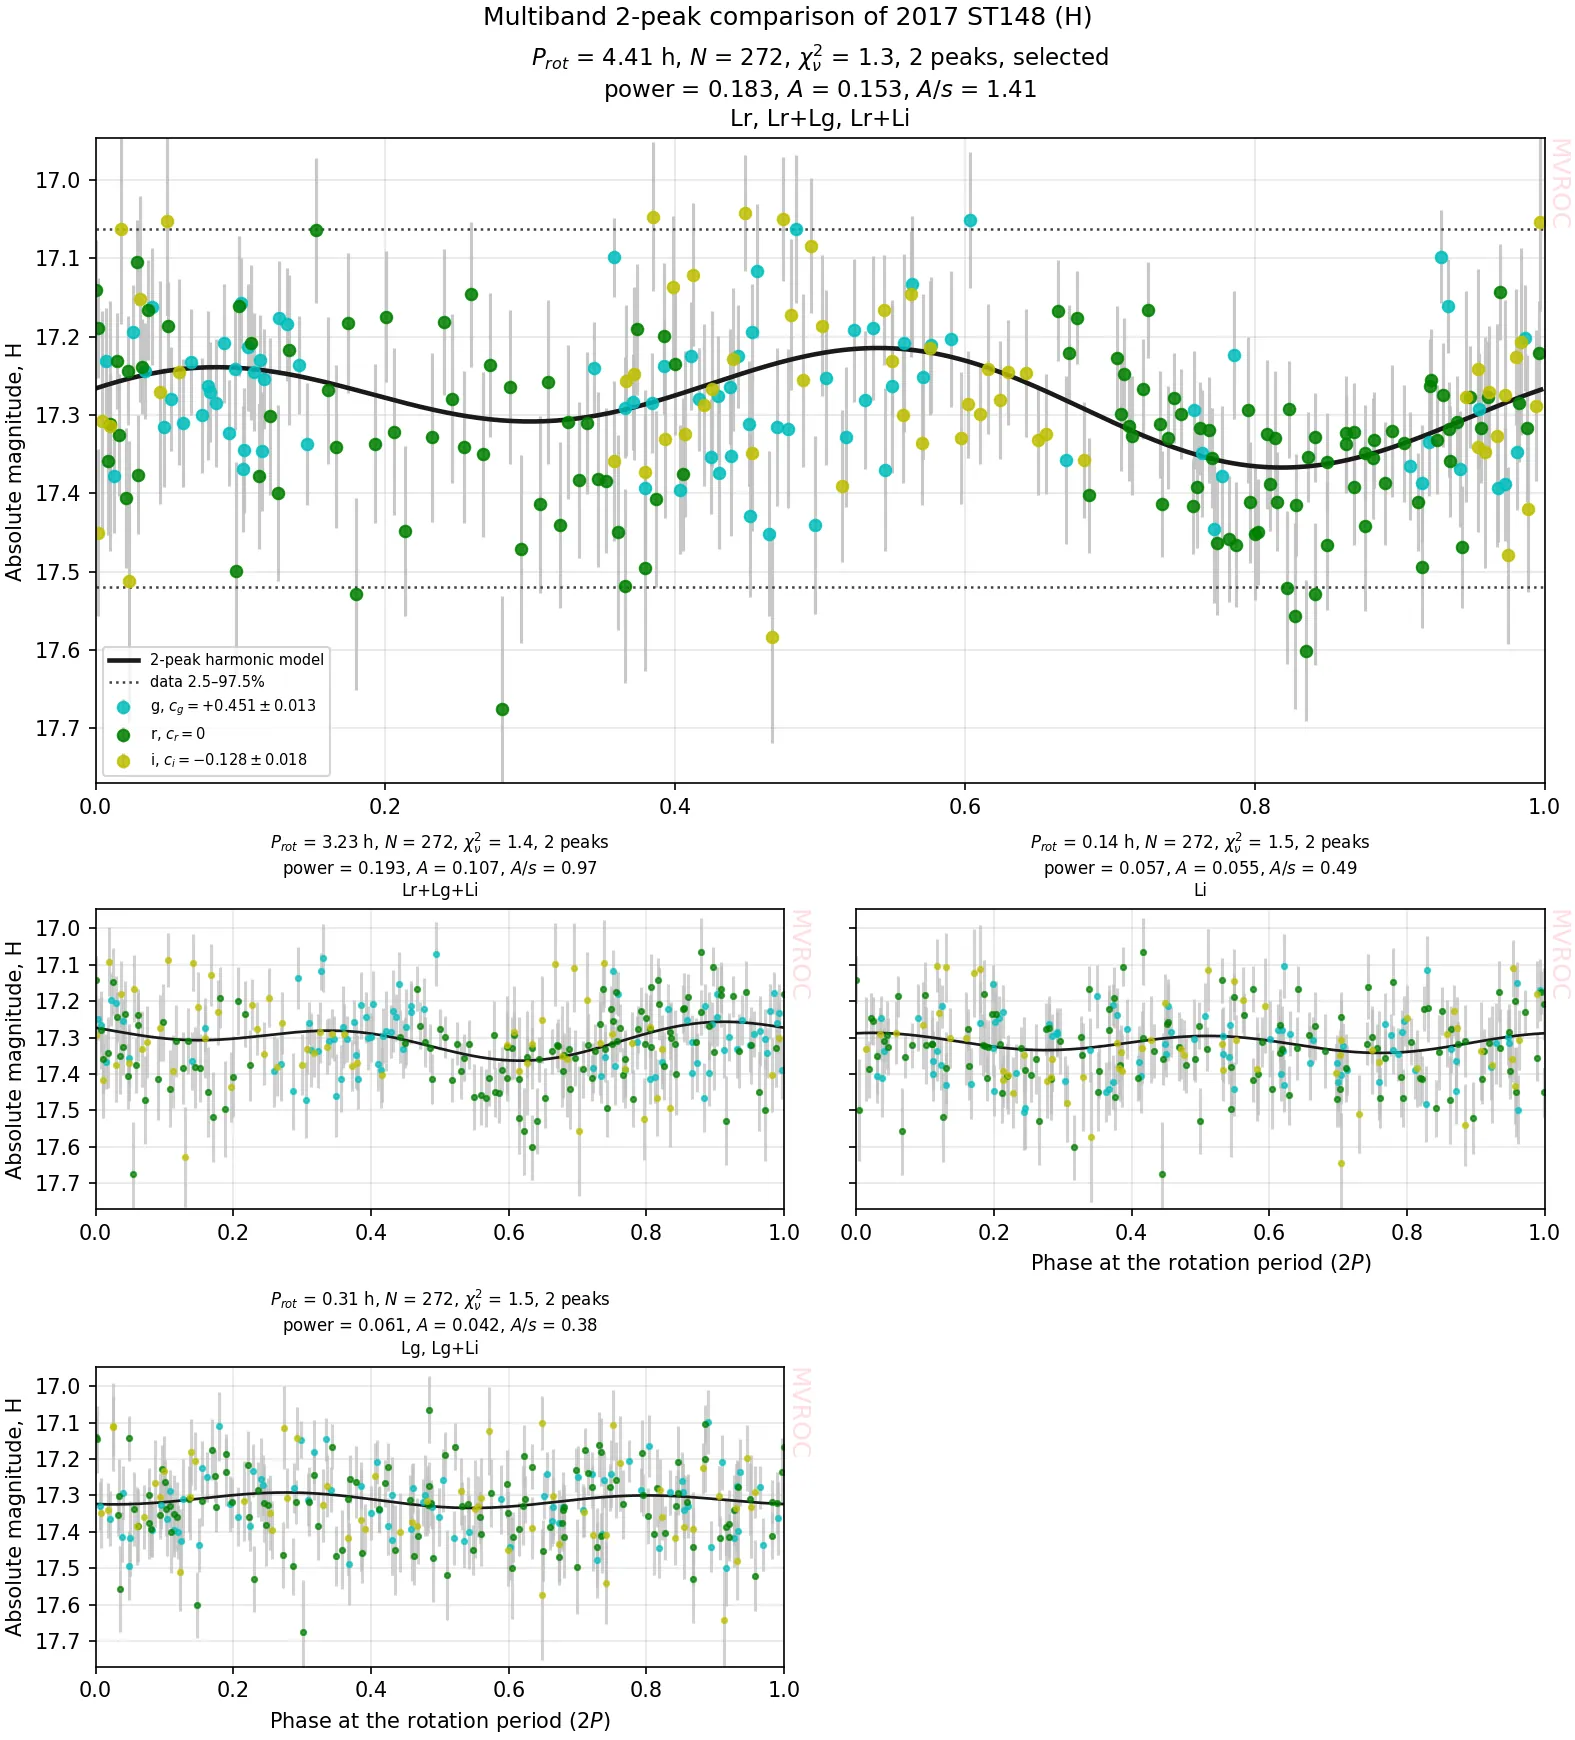 Multiband 2-peak comparison of 2017 ST148 (H)
P_rot = 4.41 h, N = 272, χ²_ν = 1.3, 2 peaks, selected
power = 0.183, A = 0.153, A/s = 1.41
Lr, Lr+Lg, Lr+Li
Absolute magnitude, H
17.0
17.1
17.2
17.3
17.4
17.5
17.6
17.7
2-peak harmonic model
data 2.5–97.5%
g, c_g = +0.451 ± 0.013
r, c_r = 0
i, c_i = −0.128 ± 0.018
0.0 0.2 0.4 0.6 0.8 1.0
MVROC
P_rot = 3.23 h, N = 272, χ²_ν = 1.4, 2 peaks
power = 0.193, A = 0.107, A/s = 0.97
Lr+Lg+Li
Absolute magnitude, H
17.0
17.1
17.2
17.3
17.4
17.5
17.6
17.7
0.0 0.2 0.4 0.6 0.8 1.0
MVROC
P_rot = 0.14 h, N = 272, χ²_ν = 1.5, 2 peaks
power = 0.057, A = 0.055, A/s = 0.49
Li
0.0 0.2 0.4 0.6 0.8 1.0
Phase at the rotation period (2P)
MVROC
P_rot = 0.31 h, N = 272, χ²_ν = 1.5, 2 peaks
power = 0.061, A = 0.042, A/s = 0.38
Lg, Lg+Li
Absolute magnitude, H
17.0
17.1
17.2
17.3
17.4
17.5
17.6
17.7
0.0 0.2 0.4 0.6 0.8 1.0
Phase at the rotation period (2P)
MVROC